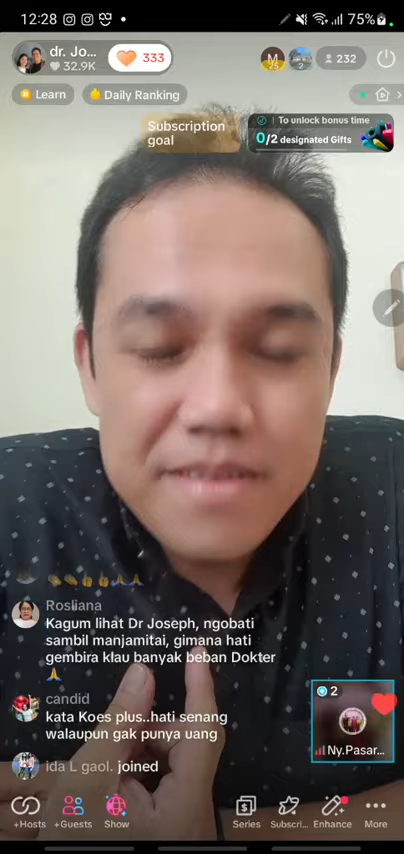 12:28
75%
dr. Jo...
32.9K
333
M
25
2
232
Learn
Daily Ranking
Subscription
goal
To unlock bonus time
0/2 designated Gifts
Rosliana
Kagum lihat Dr Joseph, ngobati
sambil manjamitai, gimana hati
gembira klau banyak beban Dokter
candid
kata Koes plus..hati senang
walaupun gak punya uang
ida L gaol. joined
2
Ny.Pasar...
+Hosts
+Guests
Show
Series
Subscri...
Enhance
More